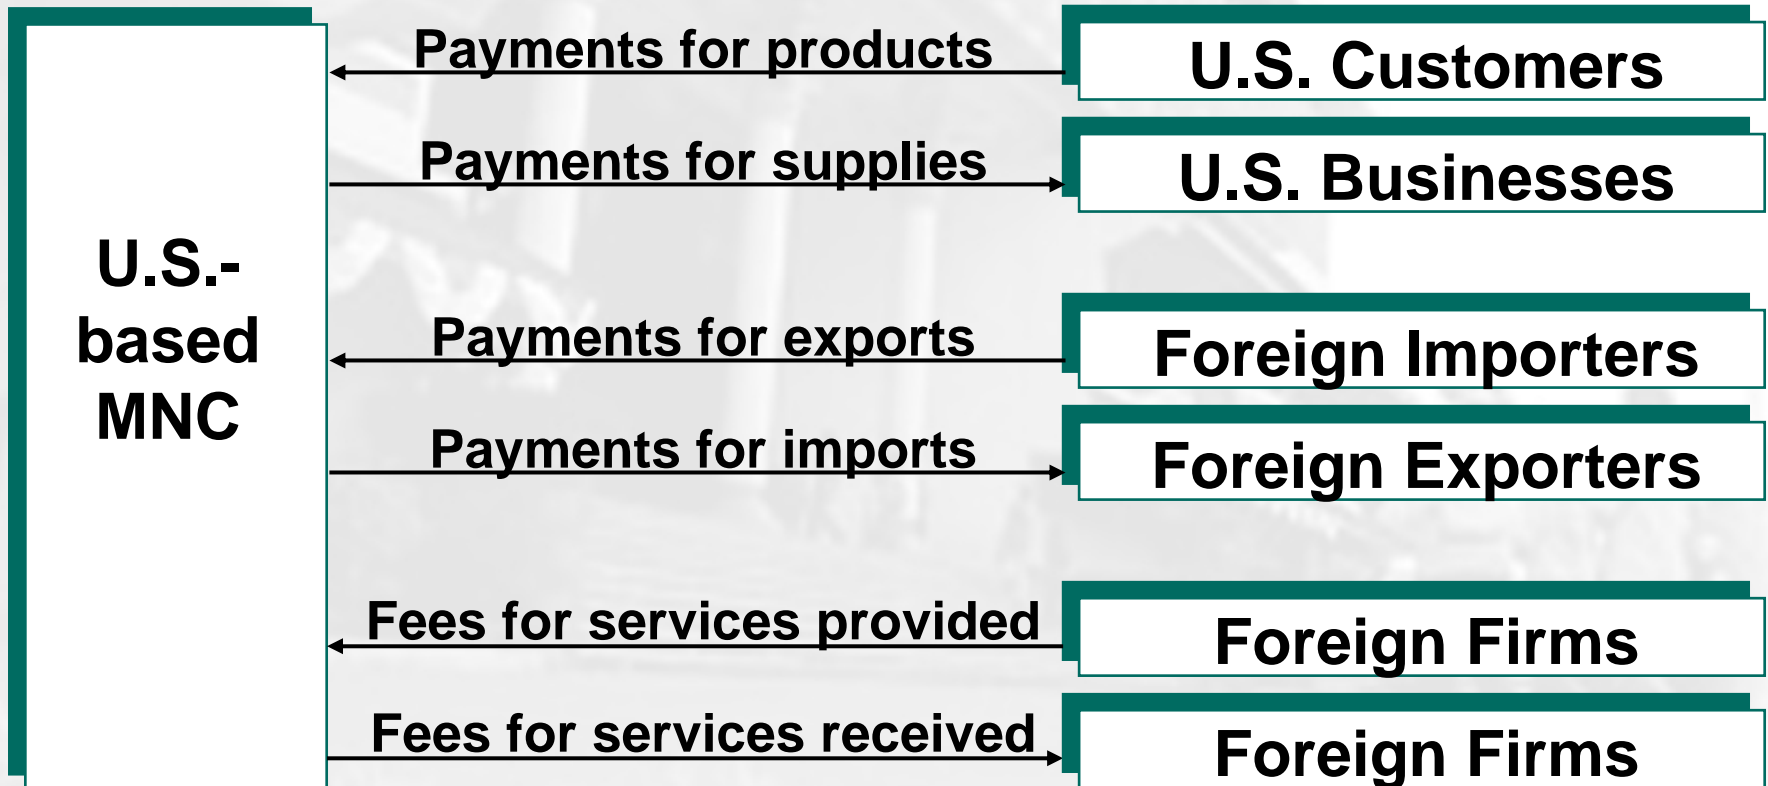 Payments for products
U.S. Customers
Payments for supplies
U.S. Businesses
U.S.-
based
MNC
Payments for exports
Foreign Importers
Payments for imports
Foreign Exporters
Fees for services provided
Foreign Firms
Fees for services received
Foreign Firms